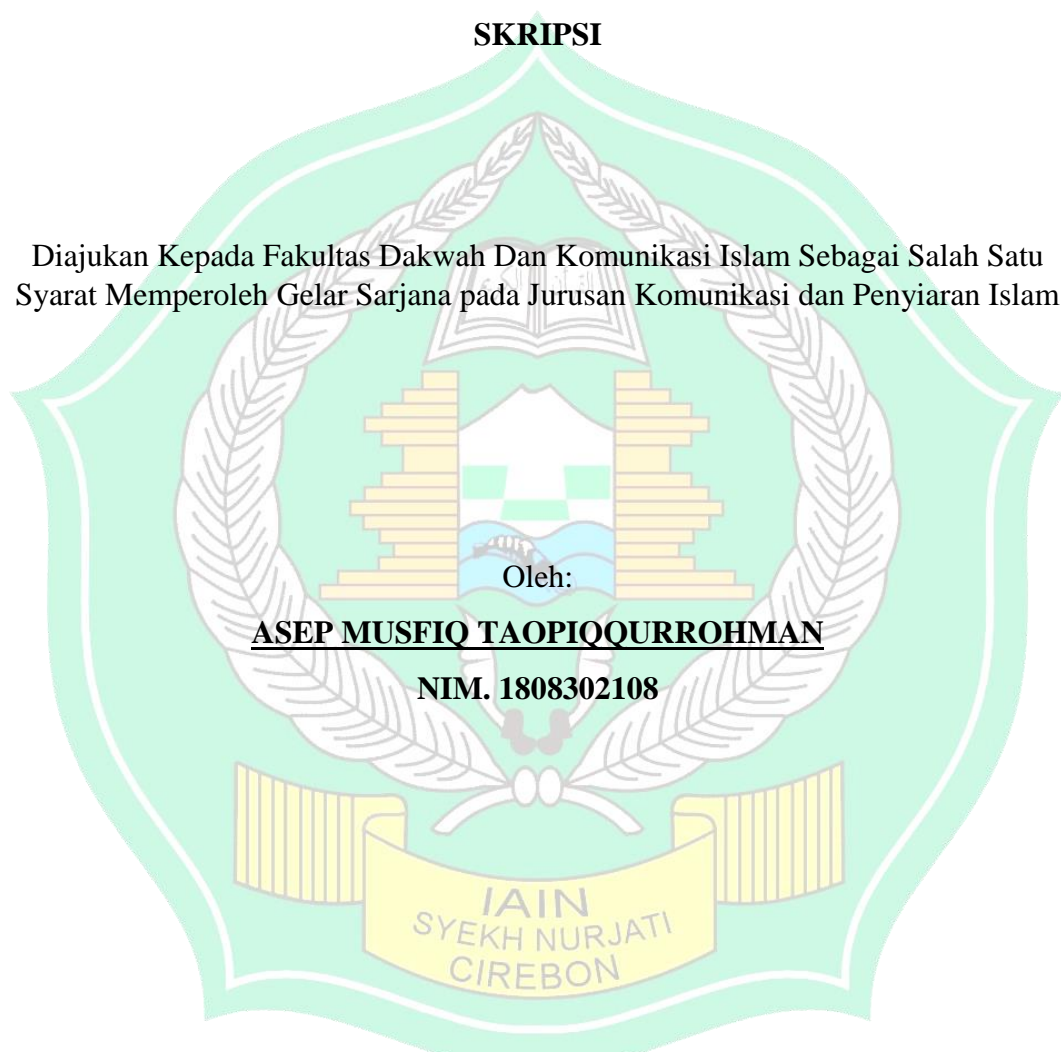 SKRIPSI
Diajukan Kepada Fakultas Dakwah Dan Komunikasi Islam Sebagai Salah Satu
Syarat Memperoleh Gelar Sarjana pada Jurusan Komunikasi dan Penyiaran Islam
Oleh:
ASEP MUSFIQ TAOPIQQURROHMAN
NIM. 1808302108
IAIN
SYEKH NURJATI
CIREBON